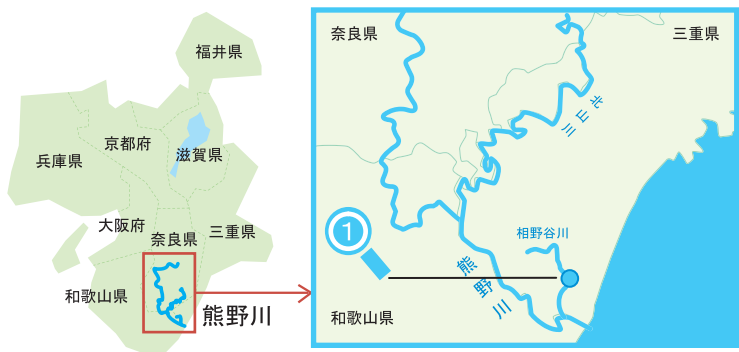 福井県
京都府
兵庫県
滋賀県
大阪府
奈良県
三重県
和歌山県
熊野川
奈良県
三重県
北山川
1
相野谷川
熊野川
和歌山県